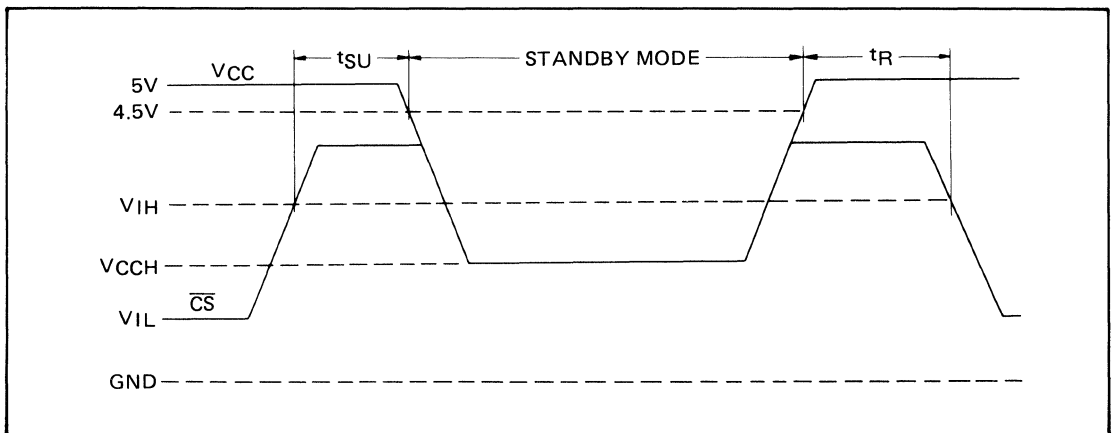 tSU STANDBY MODE tR
VCC
5V
4.5V
VIH
VCCH
CS
VIL
GND